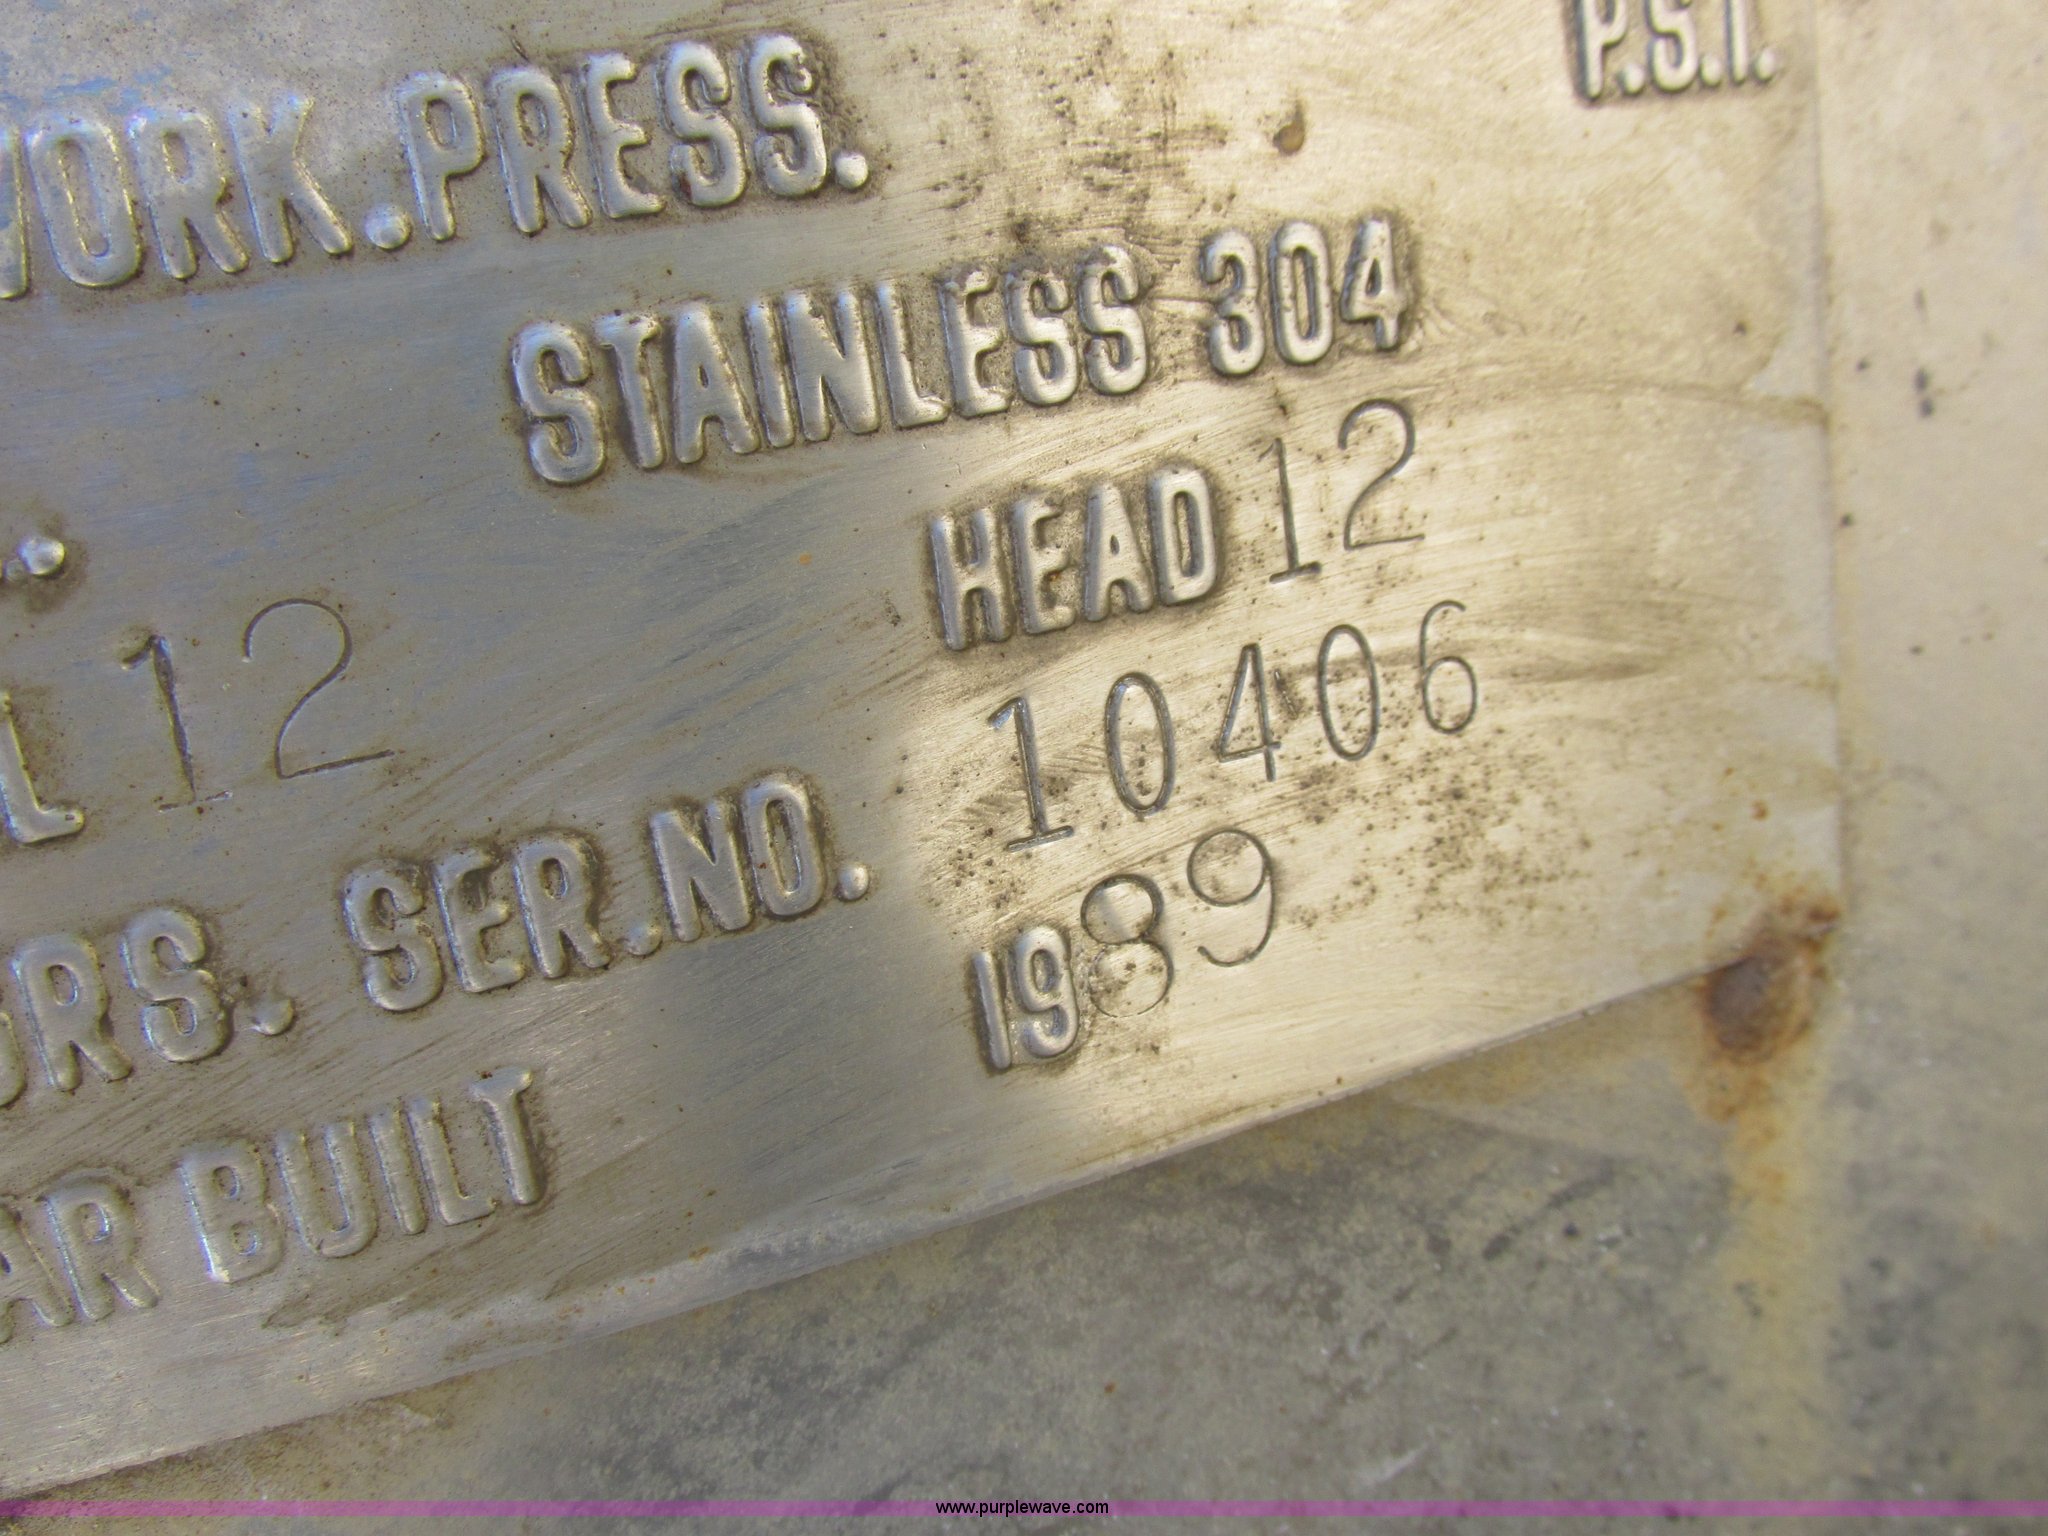 P.S.I.
WORK. PRESS.
STAINLESS 304
L 12 HEAD 12
RS. SER. NO. 10406
AR BUILT 1989
www.purplewave.com